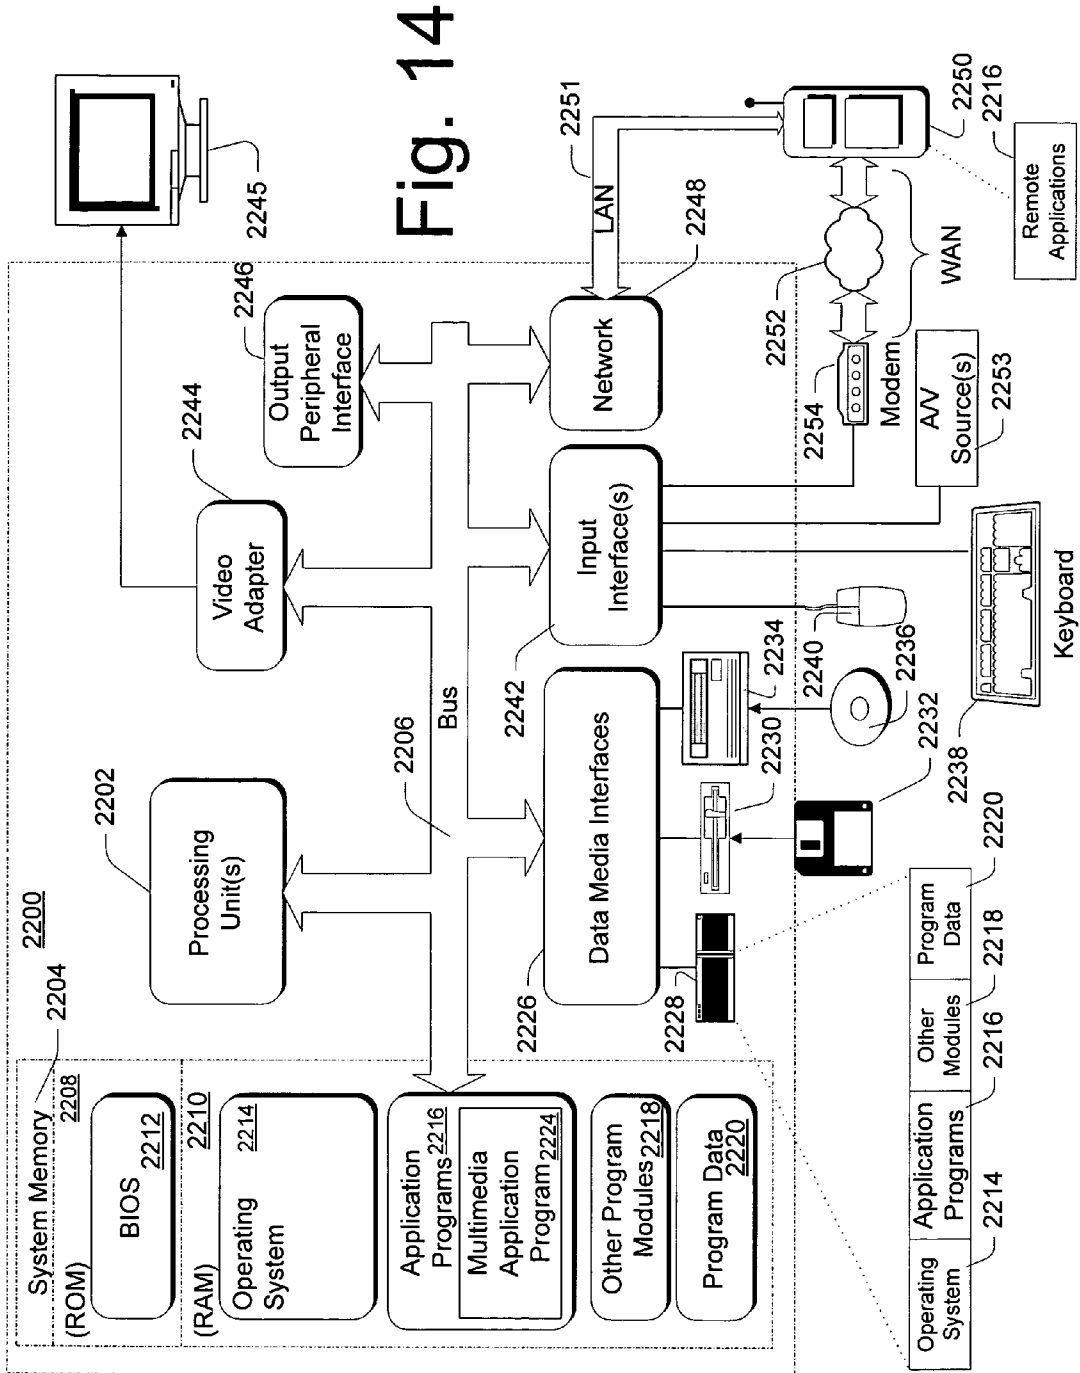 Fig. 14
2200
System Memory
2204
(ROM)
2208
BIOS
2212
(RAM)
2210
Operating
System
2214
Application
Programs 2216
Multimedia
Application
Program 2224
Other Program
Modules 2218
Program Data
2220
2202
Processing
Unit(s)
2206
Bus
2244
Video
Adapter
2246
Output
Peripheral
Interface
2245
2226
Data Media Interfaces
2242
Input
Interface(s)
Network
2248
LAN
2251
2228
2230
2234
2240
2236
2232
2238
Keyboard
2254
Modem
2252
WAN
A/V
Source(s)
2253
2250
2216
Remote
Applications
Operating
System
Application
Programs
Other
Modules
Program
Data
2214
2216
2218
2220